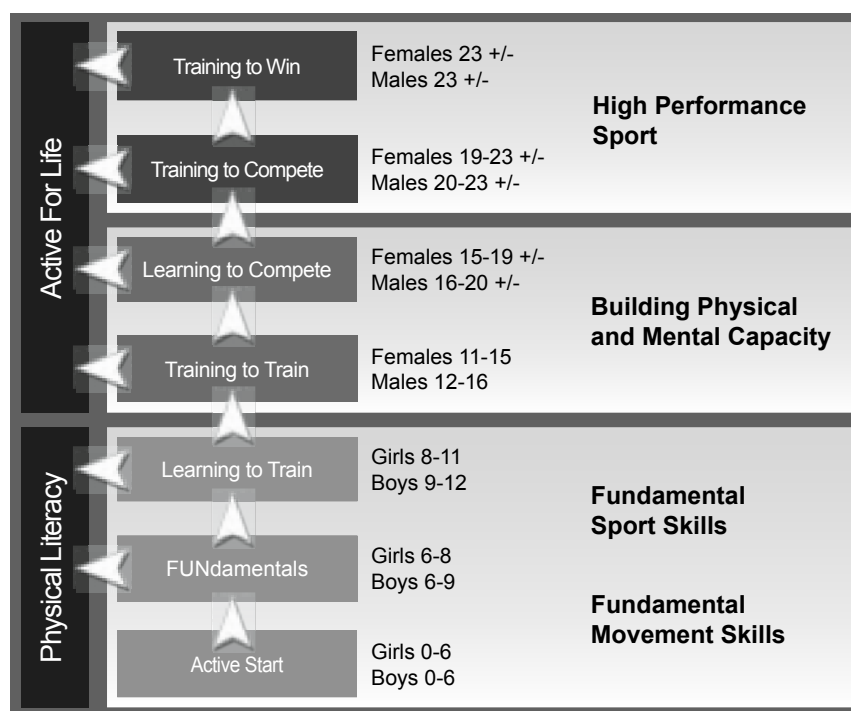 Active For Life
Training to Win
Females 23 +/-
Males 23 +/-
High Performance
Sport
Training to Compete
Females 19-23 +/-
Males 20-23 +/-
Learning to Compete
Females 15-19 +/-
Males 16-20 +/-
Building Physical
and Mental Capacity
Training to Train
Females 11-15
Males 12-16
Physical Literacy
Learning to Train
Girls 8-11
Boys 9-12
Fundamental
Sport Skills
FUNdamentals
Girls 6-8
Boys 6-9
Fundamental
Movement Skills
Active Start
Girls 0-6
Boys 0-6